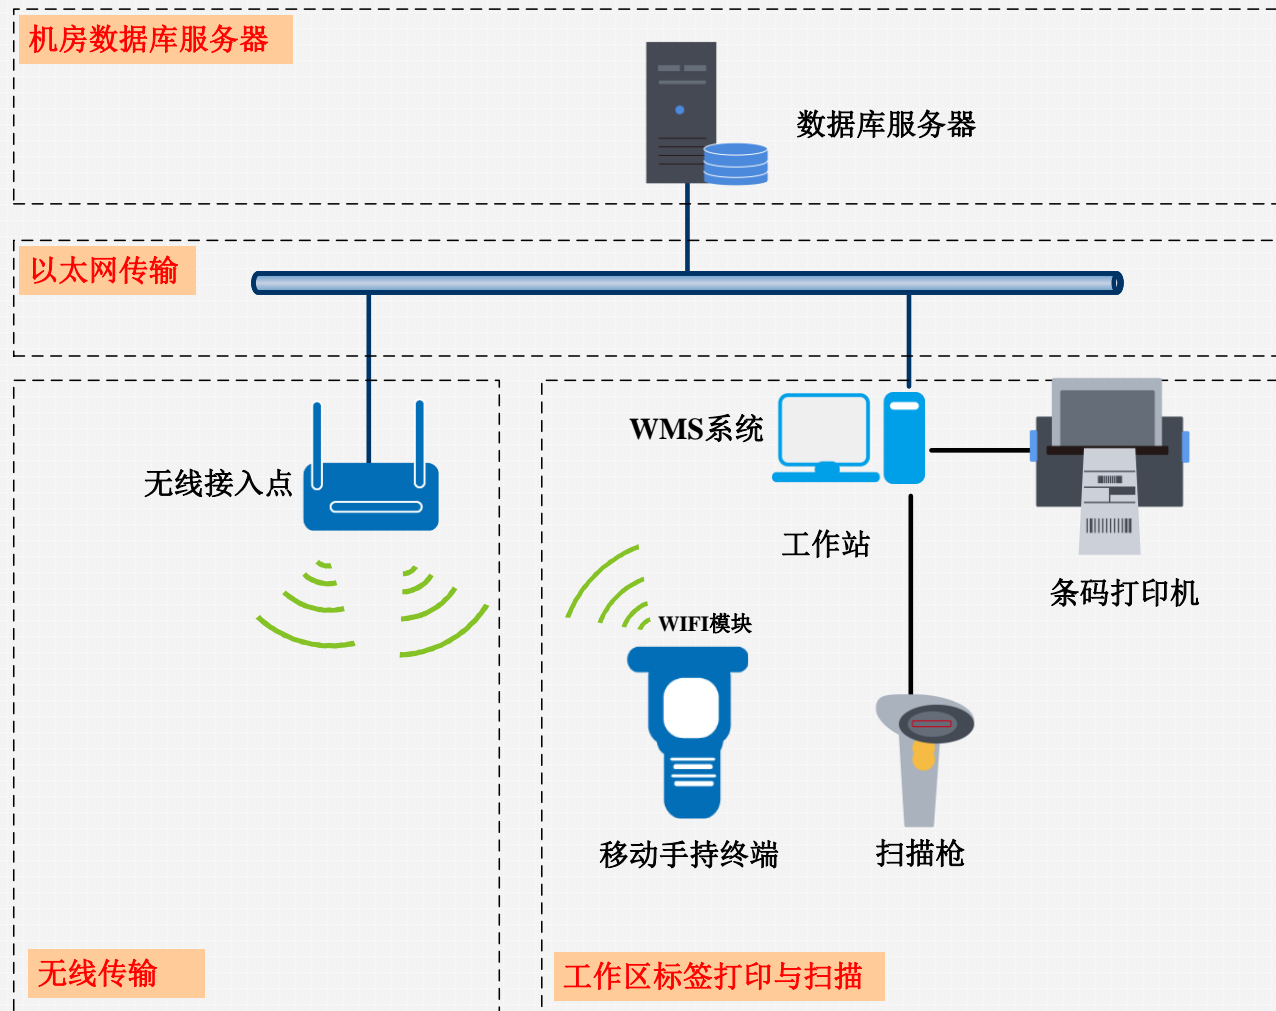 机房数据库服务器
数据库服务器
以太网传输
WMS系统
无线接入点
工作站
条码打印机
WIFI模块
移动手持终端
扫描枪
无线传输
工作区标签打印与扫描